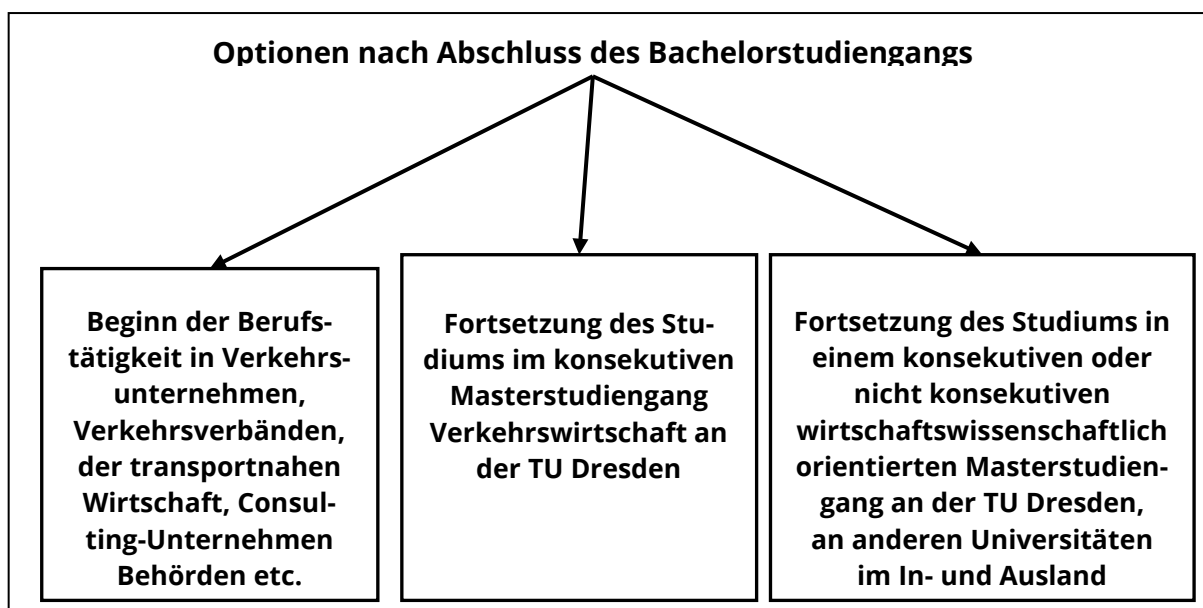 Optionen nach Abschluss des Bachelorstudiengangs
Beginn der Berufs-
tätigkeit in Verkehrs-
unternehmen,
Verkehrsverbänden,
der transportnahen
Wirtschaft, Consul-
ting-Unternehmen
Behörden etc.
Fortsetzung des Stu-
diums im konsekutiven
Masterstudiengang
Verkehrswirtschaft an
der TU Dresden
Fortsetzung des Studiums in
einem konsekutiven oder
nicht konsekutiven
wirtschaftswissenschaftlich
orientierten Masterstudien-
gang an der TU Dresden,
an anderen Universitäten
im In- und Ausland